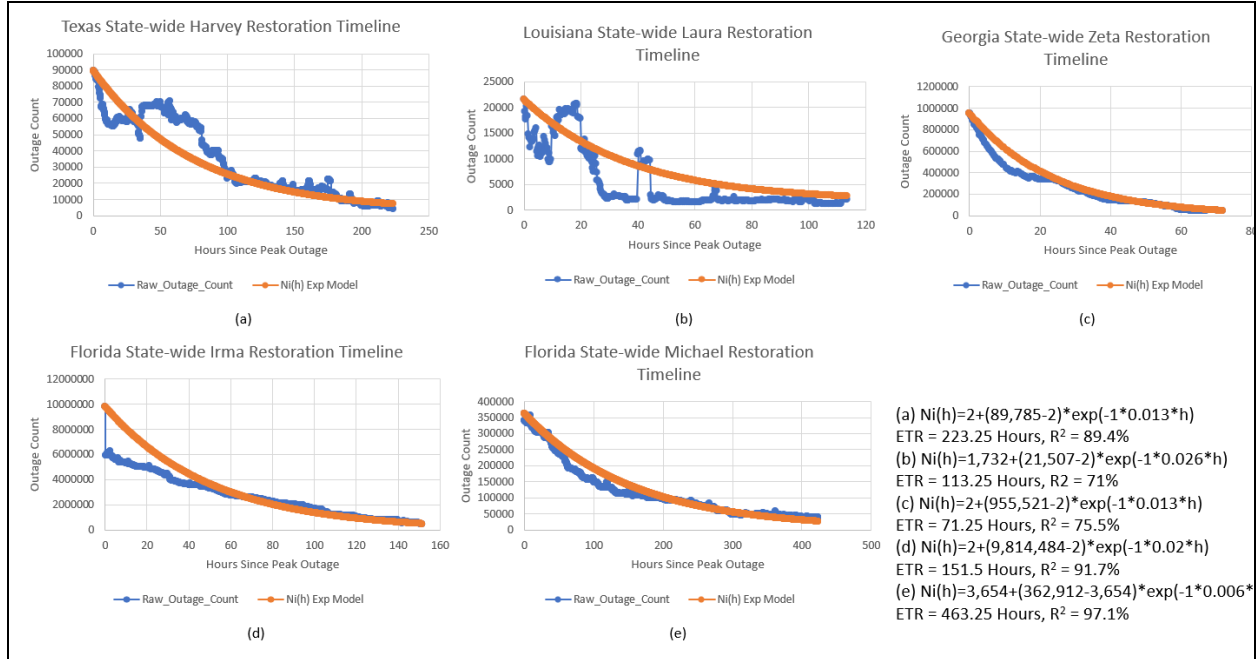 Texas State-wide Harvey Restoration Timeline
100000
90000
80000
70000
60000
50000
40000
30000
20000
10000
0
Outage Count
0 50 100 150 200 250
Hours Since Peak Outage
Raw_Outage_Count Ni(h) Exp Model
(a)
Louisiana State-wide Laura Restoration
Timeline
25000
20000
15000
10000
5000
0
Outage Count
0 20 40 60 80 100 120
Hours Since Peak Outage
Raw_Outage_Count Ni(h) Exp Model
(b)
Georgia State-wide Zeta Restoration
Timeline
1200000
1000000
800000
600000
400000
200000
0
Outage Count
0 20 40 60 80
Hours Since Peak Outage
Raw_Outage_Count Ni(h) Exp Model
(c)
Florida State-wide Irma Restoration Timeline
12000000
10000000
8000000
6000000
4000000
2000000
0
Outage Count
0 20 40 60 80 100 120 140 160
Hours Since Peak Outage
Raw_Outage_Count Ni(h) Exp Model
(d)
Florida State-wide Michael Restoration
Timeline
400000
350000
300000
250000
200000
150000
100000
50000
0
Outage Count
0 100 200 300 400 500
Hours Since Peak Outage
Raw_Outage_Count Ni(h) Exp Model
(e)
(a) Ni(h)=2+(89,785-2)*exp(-1*0.013*h)
ETR = 223.25 Hours, R² = 89.4%
(b) Ni(h)=1,732+(21,507-2)*exp(-1*0.026*h)
ETR = 113.25 Hours, R2 = 71%
(c) Ni(h)=2+(955,521-2)*exp(-1*0.013*h)
ETR = 71.25 Hours, R² = 75.5%
(d) Ni(h)=2+(9,814,484-2)*exp(-1*0.02*h)
ETR = 151.5 Hours, R² = 91.7%
(e) Ni(h)=3,654+(362,912-3,654)*exp(-1*0.006*
ETR = 463.25 Hours, R² = 97.1%